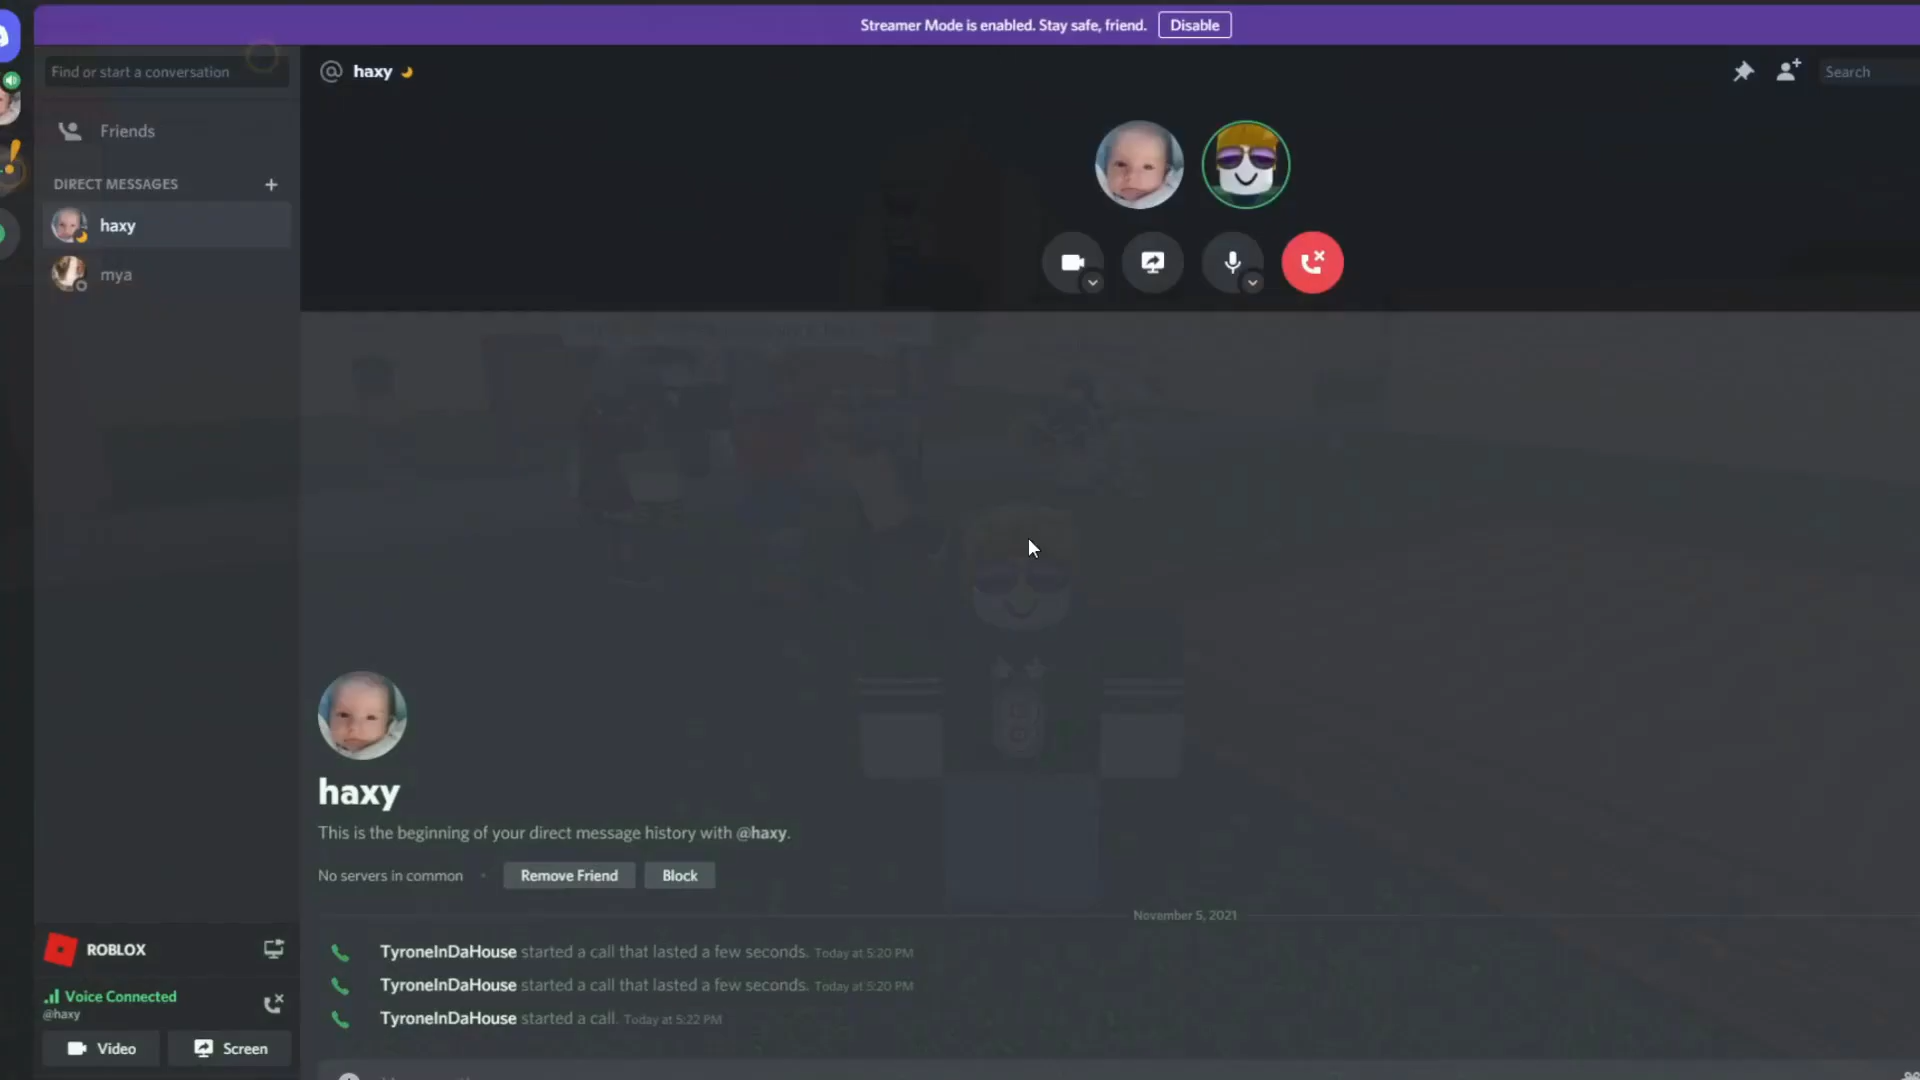 Streamer Mode is enabled. Stay safe, friend. Disable
Find or start a conversation
haxy
Search
Friends
DIRECT MESSAGES
haxy
mya
haxy
This is the beginning of your direct message history with @haxy.
No servers in common
Remove Friend
Block
November 5, 2021
TyroneInDaHouse started a call that lasted a few seconds. Today at 5:20 PM
TyroneInDaHouse started a call that lasted a few seconds. Today at 5:20 PM
TyroneInDaHouse started a call. Today at 5:22 PM
ROBLOX
Voice Connected
@haxy
Video
Screen